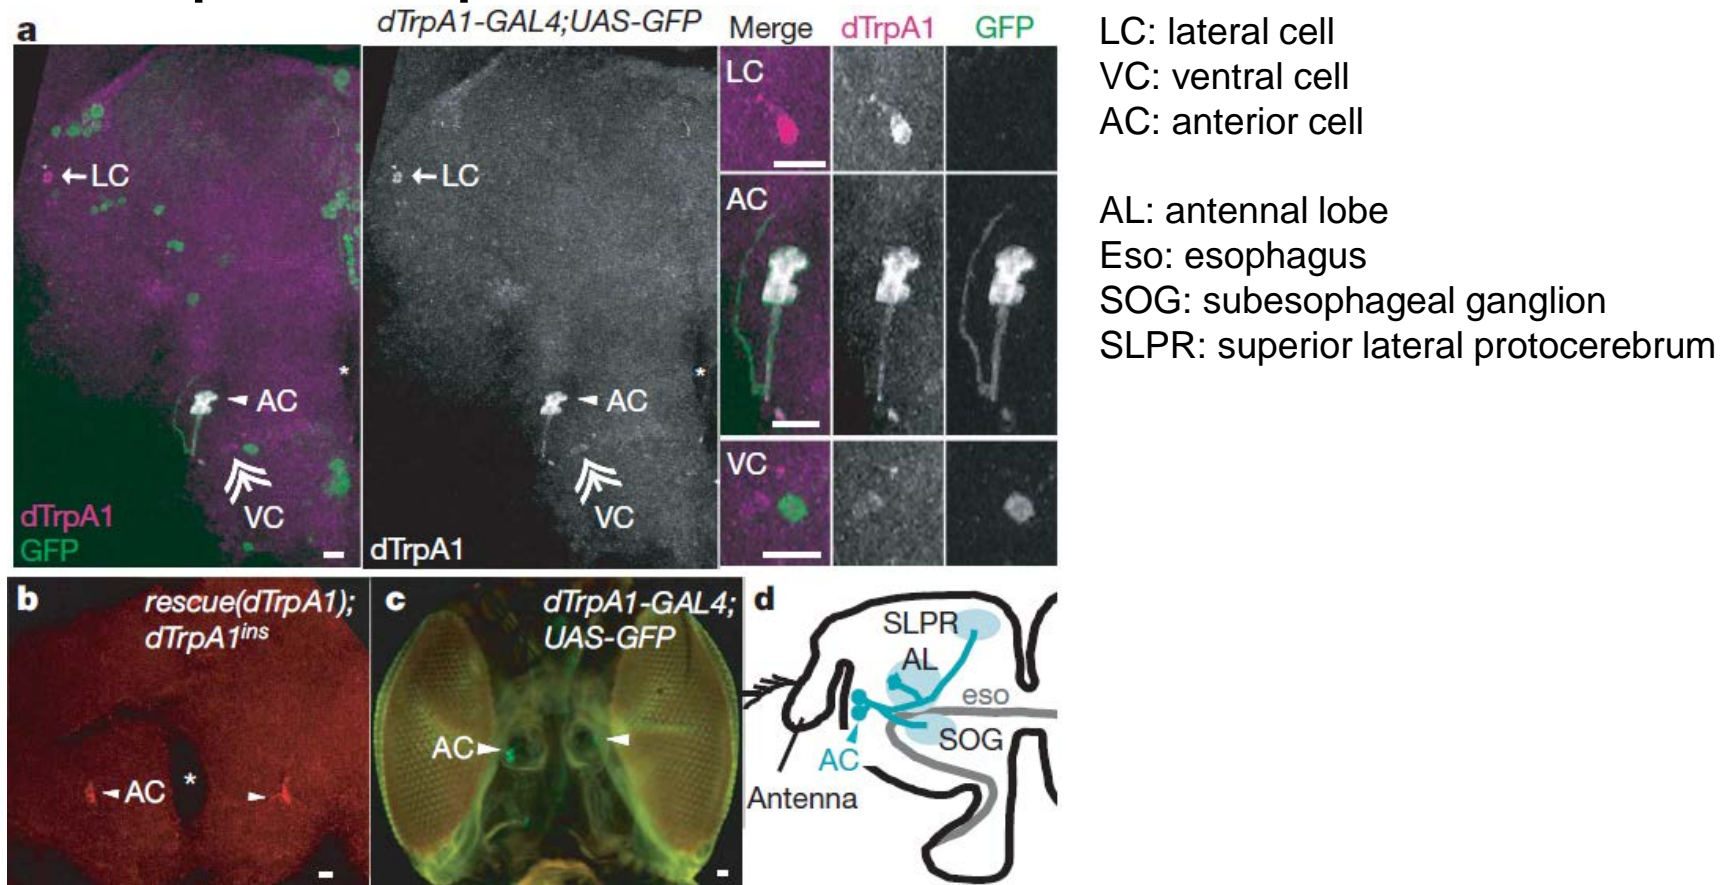 a
dTrpA1-GAL4;UAS-GFP
Merge dTrpA1 GFP
LC
LC
LC
AC
*
*
AC
AC
VC
VC
VC
dTrpA1
GFP
dTrpA1
b
rescue(dTrpA1);
dTrpA1ins
AC
*
c
dTrpA1-GAL4;
UAS-GFP
AC
d
SLPR
AL
eso
SOG
AC
Antenna
LC: lateral cell
VC: ventral cell
AC: anterior cell
AL: antennal lobe
Eso: esophagus
SOG: subesophageal ganglion
SLPR: superior lateral protocerebrum